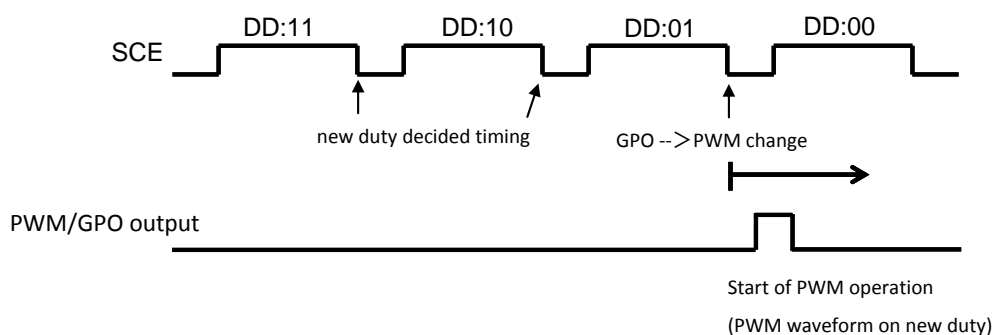 DD:11 DD:10 DD:01 DD:00
SCE
new duty decided timing
GPO --＞PWM change
PWM/GPO output
Start of PWM operation
(PWM waveform on new duty)